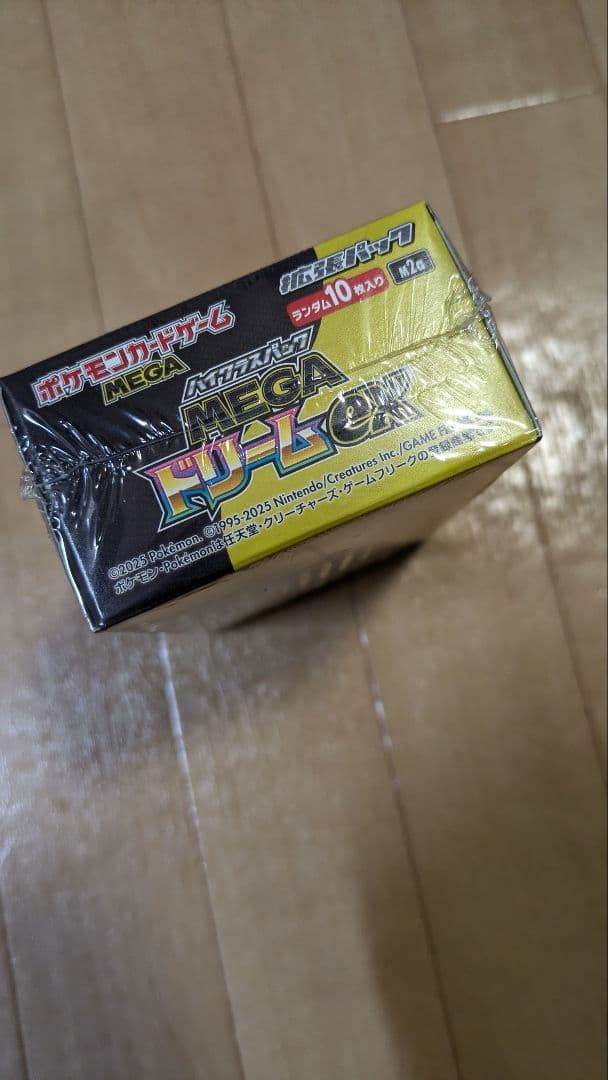 ポケモンカードゲーム
MEGA
拡張パック
ランダム10枚入り
M2a
ハイクラスパック
MEGA
ドリームex
©2025 Pokémon. ©1995-2025 Nintendo/Creatures Inc./GAME FREAK
ポケモン・Pokémonは任天堂・クリーチャーズ・ゲームフリークの登録商標です